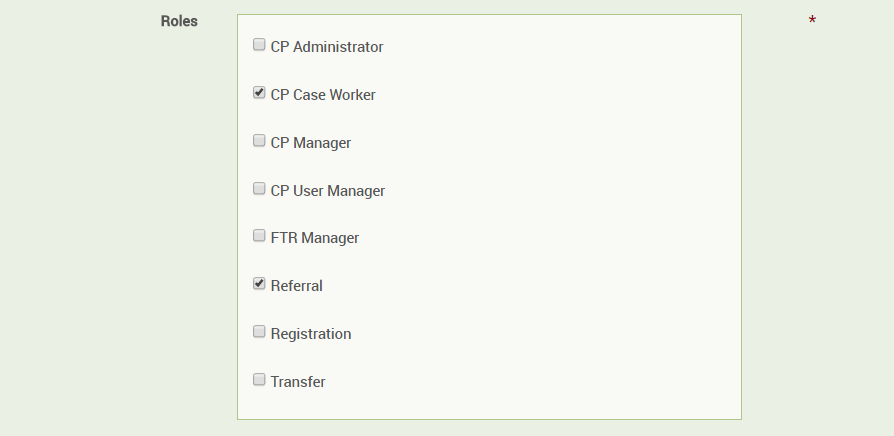 Roles
*
CP Administrator
CP Case Worker
CP Manager
CP User Manager
FTR Manager
Referral
Registration
Transfer